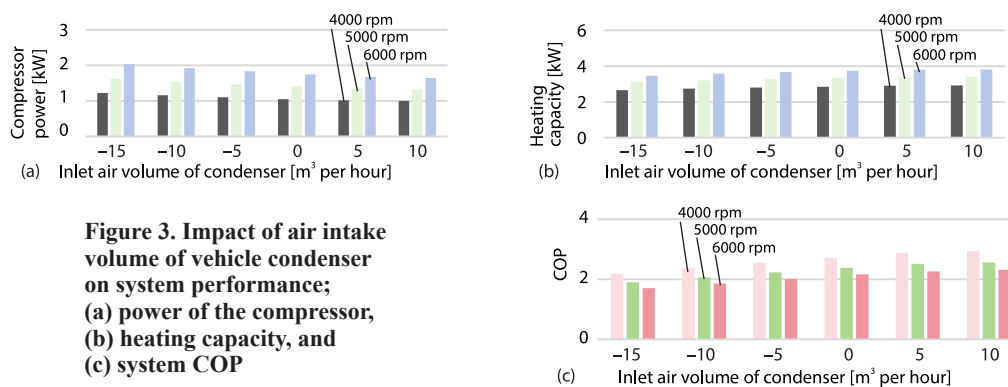 Compressor
power [kW]
3
2
1
0
4000 rpm
5000 rpm
6000 rpm
−15 −10 −5 0 5 10
(a) Inlet air volume of condenser [m³ per hour]
Heating
capacity [kW]
6
4
2
0
4000 rpm
5000 rpm
6000 rpm
−15 −10 −5 0 5 10
(b) Inlet air volume of condenser [m³ per hour]
Figure 3. Impact of air intake
volume of vehicle condenser
on system performance;
(a) power of the compressor,
(b) heating capacity, and
(c) system COP
COP
4
2
0
4000 rpm
5000 rpm
6000 rpm
−15 −10 −5 0 5 10
(c) Inlet air volume of condenser [m³ per hour]